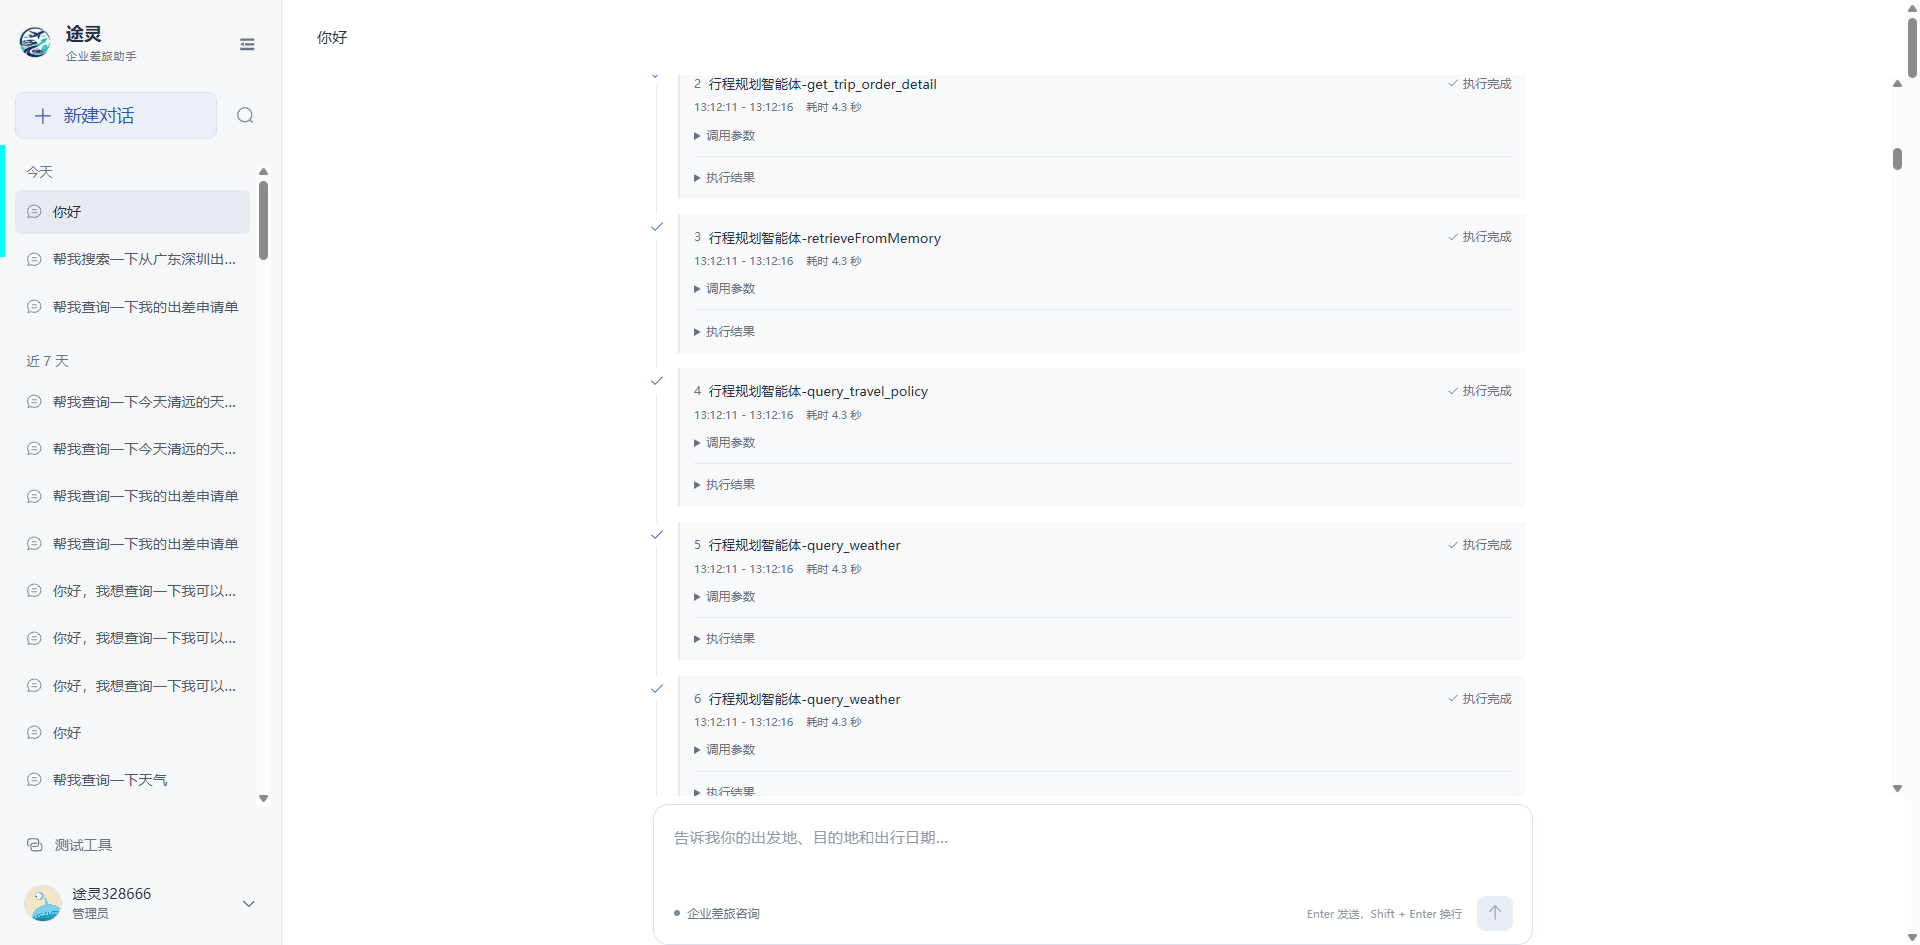 途灵
企业差旅助手
新建对话
今天
你好
帮我搜索一下从广东深圳出...
帮我查询一下我的出差申请单
近 7 天
帮我查询一下今天清远的天...
帮我查询一下今天清远的天...
帮我查询一下我的出差申请单
帮我查询一下我的出差申请单
你好，我想查询一下我可以...
你好，我想查询一下我可以...
你好，我想查询一下我可以...
你好
帮我查询一下天气
测试工具
途灵328666
管理员
你好
2 行程规划智能体-get_trip_order_detail 执行完成
13:12:11 - 13:12:16 耗时 4.3 秒
调用参数
执行结果
3 行程规划智能体-retrieveFromMemory 执行完成
13:12:11 - 13:12:16 耗时 4.3 秒
调用参数
执行结果
4 行程规划智能体-query_travel_policy 执行完成
13:12:11 - 13:12:16 耗时 4.3 秒
调用参数
执行结果
5 行程规划智能体-query_weather 执行完成
13:12:11 - 13:12:16 耗时 4.3 秒
调用参数
执行结果
6 行程规划智能体-query_weather 执行完成
13:12:11 - 13:12:16 耗时 4.3 秒
调用参数
执行结果
告诉我你的出发地、目的地和出行日期...
企业差旅咨询
Enter 发送，Shift + Enter 换行